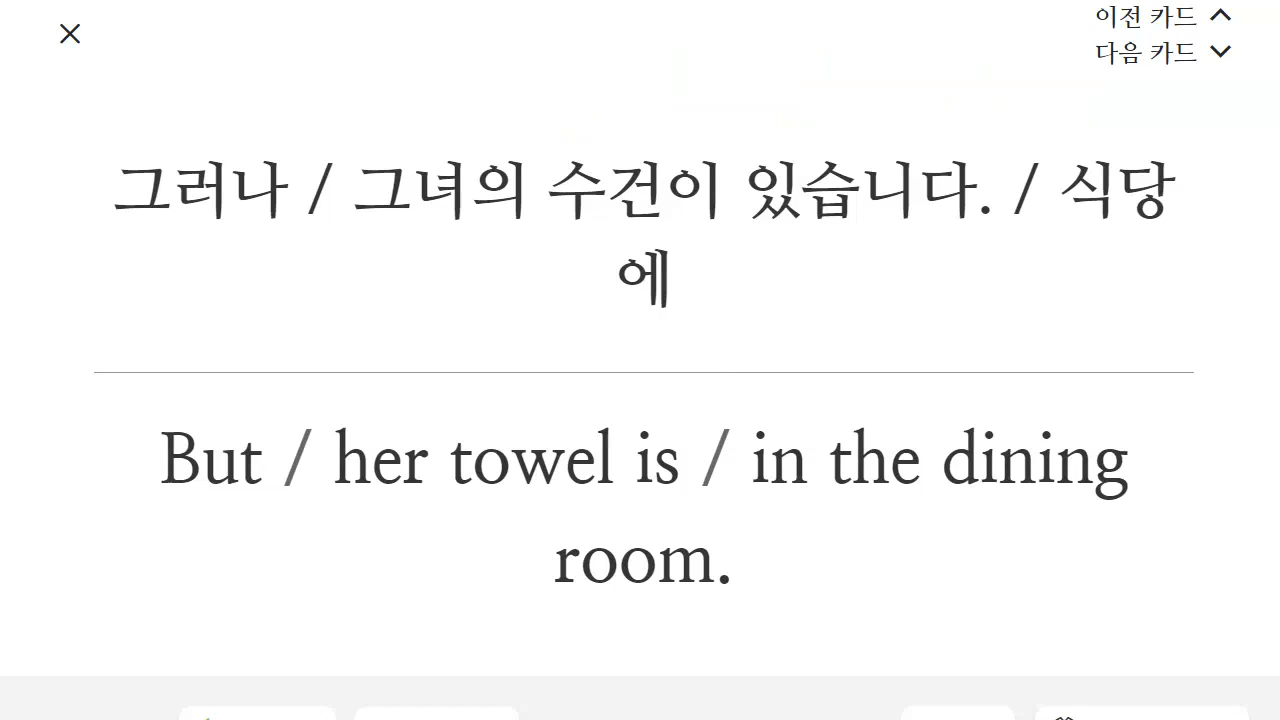 이전 카드
다음 카드
그러나 / 그녀의 수건이 있습니다. / 식당
에
But / her towel is / in the dining
room.